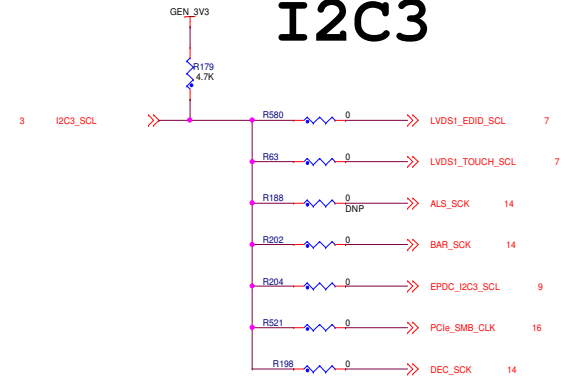 GEN_3V3
I2C3
R179
4.7K
3 I2C3_SCL
R580 0 LVDS1_EDID_SCL 7
R63 0 LVDS1_TOUCH_SCL 7
R188 0 ALS_SCK 14
DNP
R202 0 BAR_SCK 14
R204 0 EPDC_I2C3_SCL 9
R521 0 PCIe_SMB_CLK 16
R198 0 DEC_SCK 14